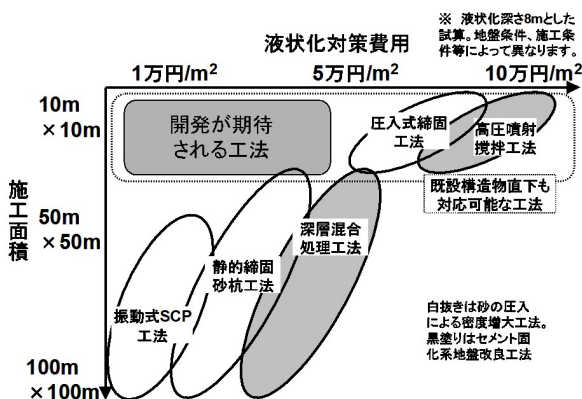 液状化対策費用
※ 液状化深さ8mとした
試算。地盤条件、施工条
件等によって異なります。
1万円/m²
5万円/m²
10万円/m²
10m
×10m
開発が期待
される工法
圧入式締固
工法
高圧噴射
撹拌工法
既設構造物直下も
対応可能な工法
施工面積
50m
×50m
深層混合
処理工法
静的締固
砂杭工法
振動式SCP
工法
白抜きは砂の圧入
による密度増大工法。
黒塗りはセメント固
化系地盤改良工法
100m
×100m